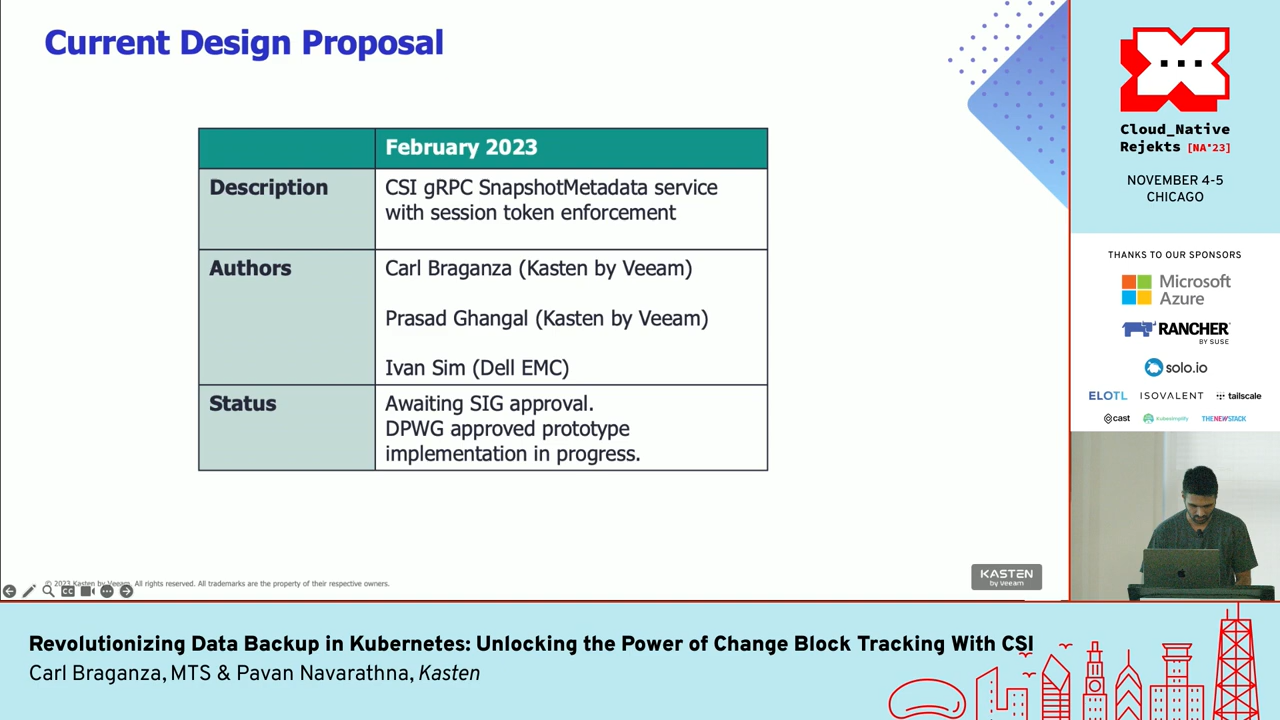 Current Design Proposal
February 2023
Description
CSI gRPC SnapshotMetadata service
with session token enforcement
Authors
Carl Braganza (Kasten by Veeam)
Prasad Ghangal (Kasten by Veeam)
Ivan Sim (Dell EMC)
Status
Awaiting SIG approval.
DPWG approved prototype
implementation in progress.
© 2023 Kasten by Veeam. All rights reserved. All trademarks are the property of their respective owners.
KASTEN
by Veeam
Cloud_Native
Rejekts [NA'23]
NOVEMBER 4-5
CHICAGO
THANKS TO OUR SPONSORS
Microsoft
Azure
RANCHER
BY SUSE
solo.io
ELOTL ISOVALENT tailscale
cast kubesimplify THENEWSTACK
Revolutionizing Data Backup in Kubernetes: Unlocking the Power of Change Block Tracking With CSI
Carl Braganza, MTS & Pavan Navarathna, Kasten